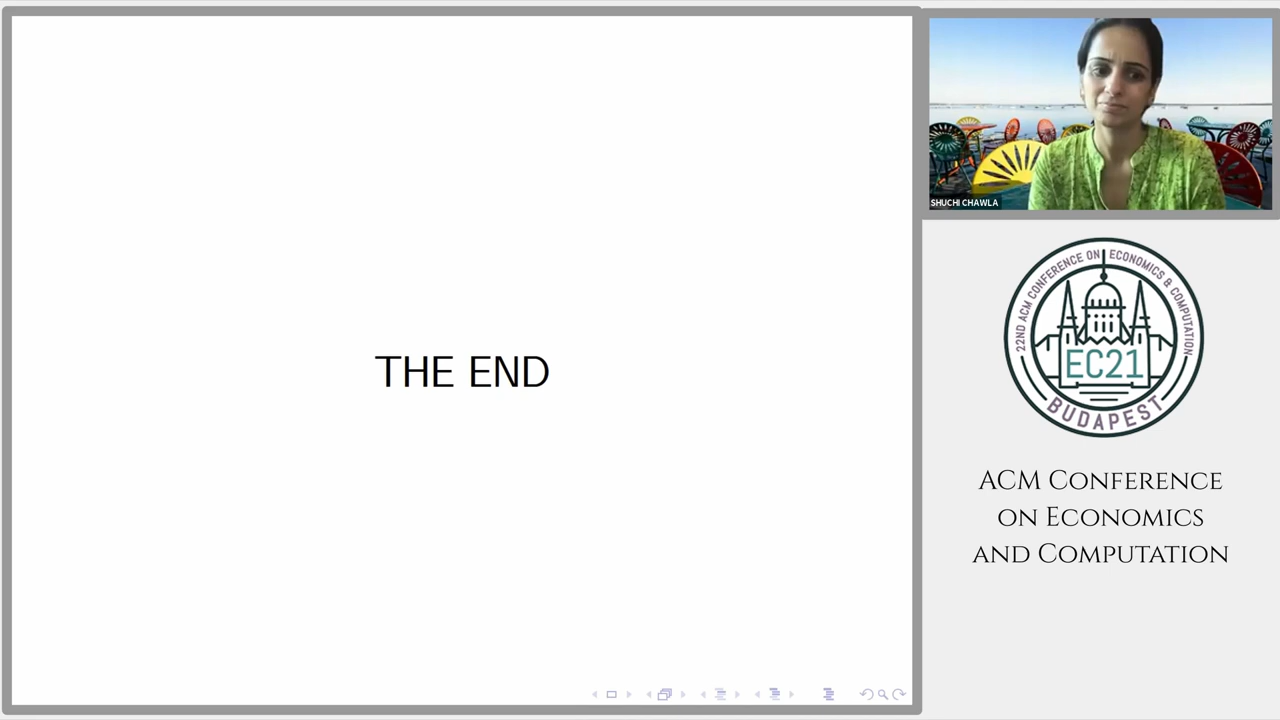 THE END
SHUCHI CHAWLA
22ND ACM CONFERENCE ON ECONOMICS & COMPUTATION
EC21
BUDAPEST
ACM Conference
on Economics
and Computation